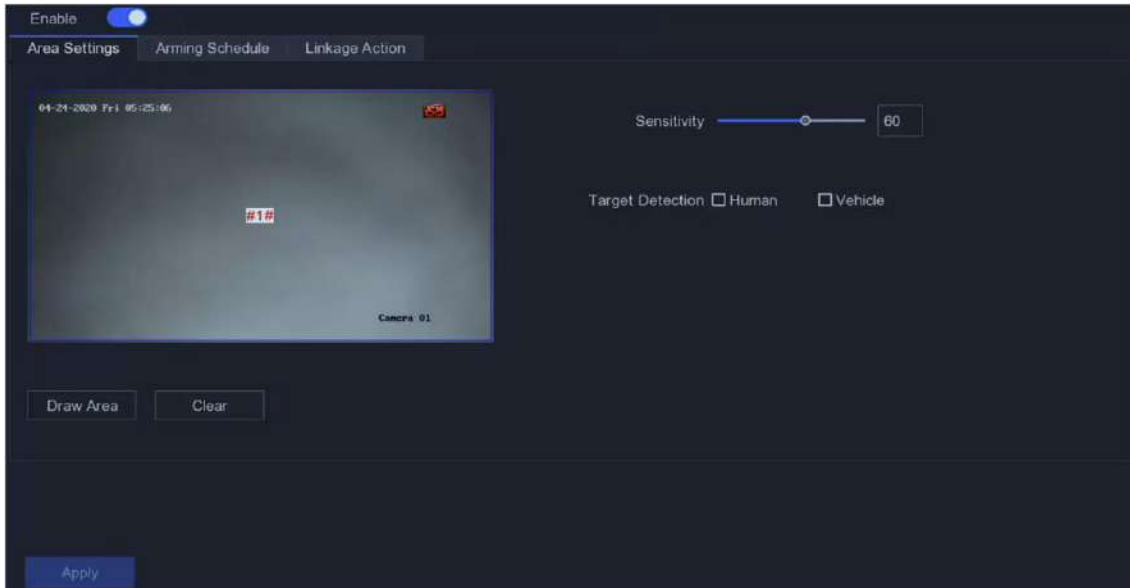 Enable
Area Settings Arming Schedule Linkage Action
04-24-2020 Fri 05:25:06
Sensitivity 60
Target Detection Human Vehicle
#1#
Camera 01
Draw Area Clear
Apply